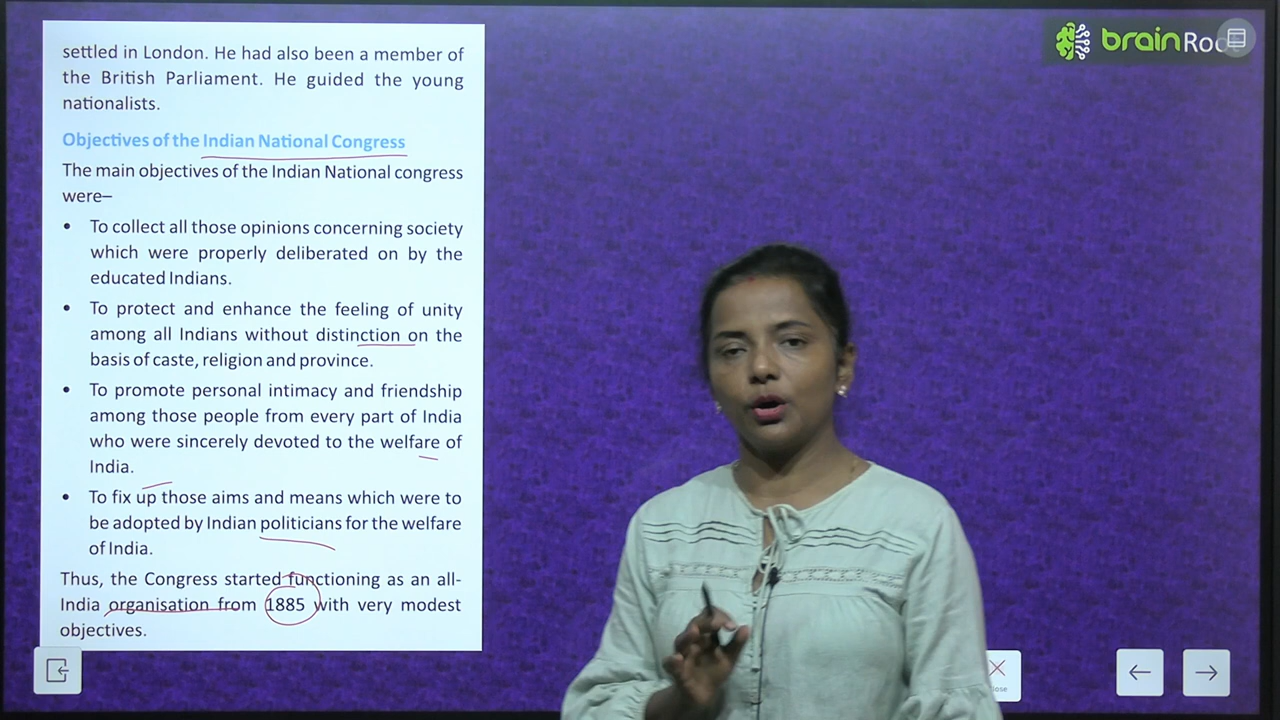 settled in London. He had also been a member of
the British Parliament. He guided the young
nationalists.
Objectives of the Indian National Congress
The main objectives of the Indian National congress
were–
• To collect all those opinions concerning society
which were properly deliberated on by the
educated Indians.
• To protect and enhance the feeling of unity
among all Indians without distinction on the
basis of caste, religion and province.
• To promote personal intimacy and friendship
among those people from every part of India
who were sincerely devoted to the welfare of
India.
• To fix up those aims and means which were to
be adopted by Indian politicians for the welfare
of India.
Thus, the Congress started functioning as an all-
India organisation from 1885 with very modest
objectives.
brain